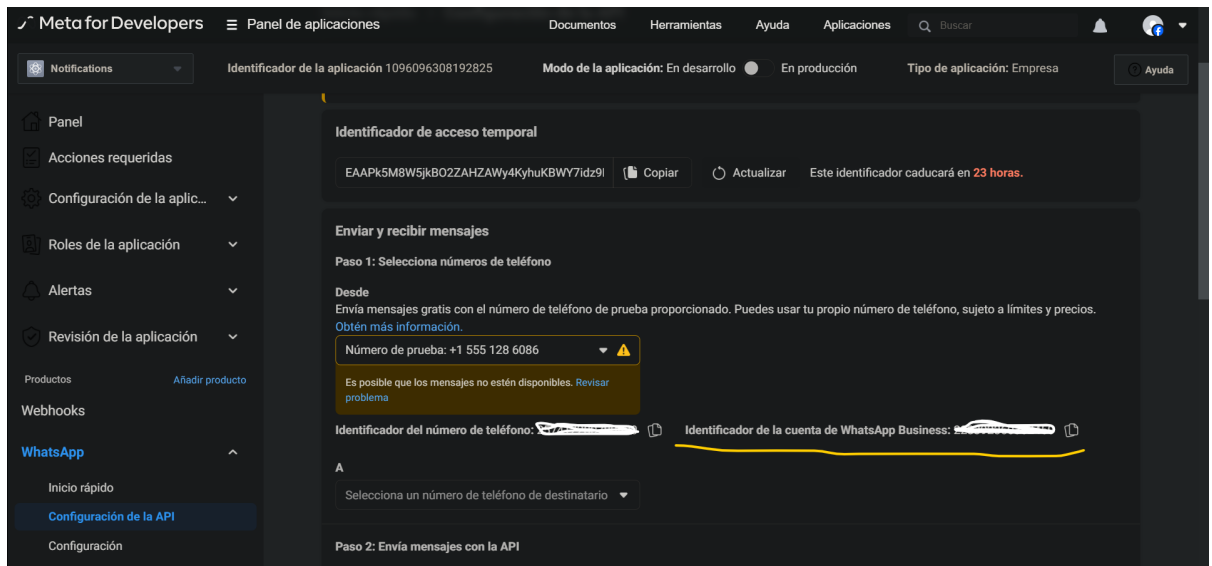 Meta for Developers
Panel de aplicaciones
Documentos
Herramientas
Ayuda
Aplicaciones
Buscar
Notifications
Identificador de la aplicación 1096096308192825
Modo de la aplicación: En desarrollo
En producción
Tipo de aplicación: Empresa
Ayuda
Panel
Acciones requeridas
Configuración de la aplic...
Roles de la aplicación
Alertas
Revisión de la aplicación
Productos
Añadir producto
Webhooks
WhatsApp
Inicio rápido
Configuración de la API
Configuración
Identificador de acceso temporal
EAAPk5M8W5jkBO2ZAHZAWy4KyhuKBWY7idz9
Copiar
Actualizar
Este identificador caducará en 23 horas.
Enviar y recibir mensajes
Paso 1: Selecciona números de teléfono
Desde
Envía mensajes gratis con el número de teléfono de prueba proporcionado. Puedes usar tu propio número de teléfono, sujeto a límites y precios.
Obtén más información.
Número de prueba: +1 555 128 6086
Es posible que los mensajes no estén disponibles. Revisar
problema
Identificador del número de teléfono:
Identificador de la cuenta de WhatsApp Business:
A
Selecciona un número de teléfono de destinatario
Paso 2: Envía mensajes con la API